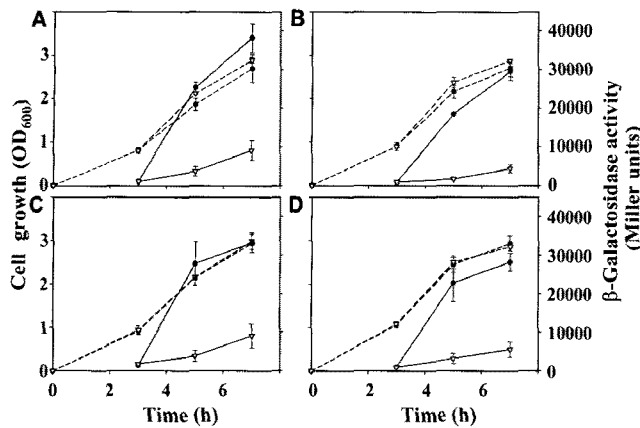 A
B
3
2
1
0
40000
30000
20000
10000
0
C
D
3
2
1
0
40000
30000
20000
10000
0
Cell growth (OD600)
β-Galactosidase activity
(Miller units)
0 2 4 6 0 2 4 6 8
Time (h) Time (h)